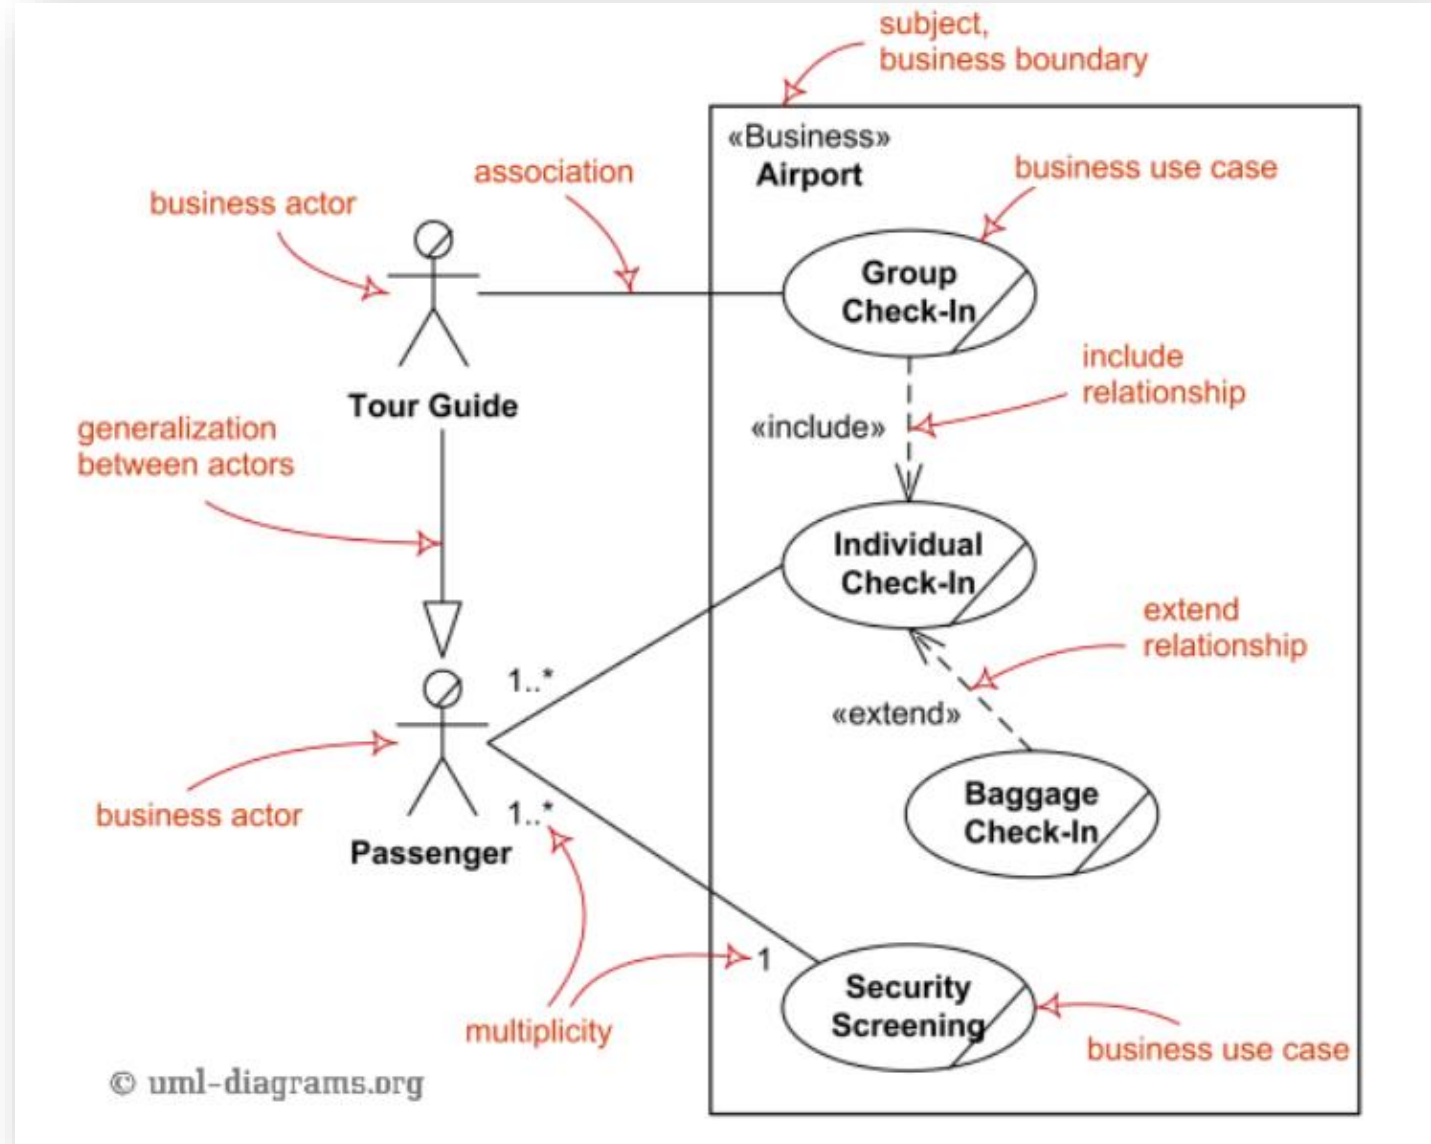 subject,
business boundary
«Business»
Airport
business use case
association
business actor
Group
Check-In
Tour Guide
include
relationship
«include»
generalization
between actors
Individual
Check-In
extend
relationship
1..*
«extend»
Baggage
Check-In
business actor
1..*
Passenger
1
Security
Screening
multiplicity
business use case
© uml-diagrams.org